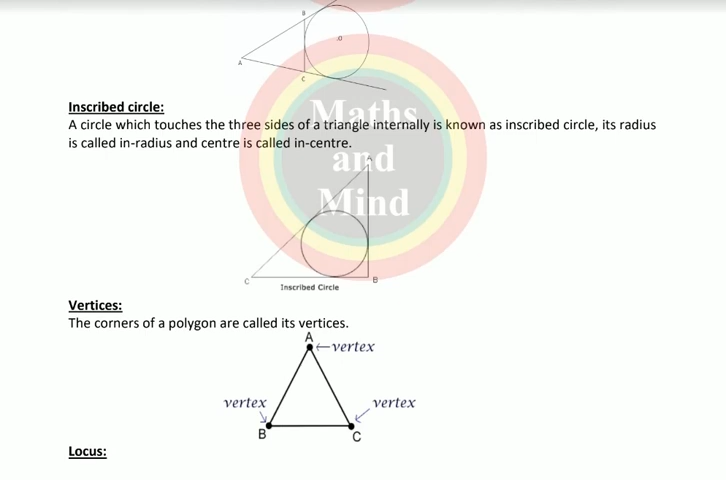 B
.O
A
C
Inscribed circle:
A circle which touches the three sides of a triangle internally is known as inscribed circle, its radius
is called in-radius and centre is called in-centre.
Maths
and
Mind
A
C
B
Inscribed Circle
Vertices:
The corners of a polygon are called its vertices.
A
vertex
vertex
vertex
B
C
Locus: